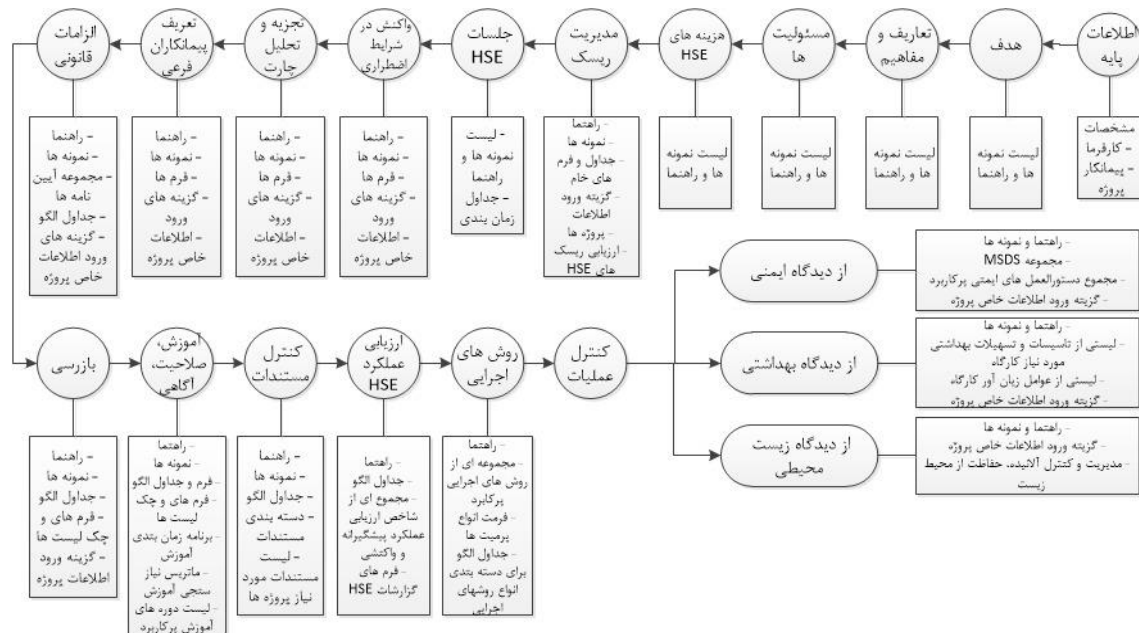 اطلاعات
پایه
هدف
تعاریف و
مفاهیم
مسئولیت
ها
هزینه های
HSE
مدیریت
ریسک
جلسات
HSE
واکنش در
شرایط
اضطراری
تجزیه و
تحلیل
چارت
تعریف
پیمانکاران
فرعی
الزامات
قانونی
مشخصات
کارفرما
– پیمانکار
پروژه
لیست نمونه
ها و راهنما
لیست نمونه
ها و راهنما
لیست نمونه
ها و راهنما
لیست نمونه
ها و راهنما
- راهنما
- نمونه ها
- جداول و فرم
های خام
- گزینه ورود
اطلاعات
- پروژه ها
- ارزیابی ریسک
های HSE
- لیست
نمونه ها و
راهنما
- جداول
زمان بندی
- راهنما
- نمونه ها
- فرم ها
- گزینه های
ورود
- اطلاعات
خاص پروژه
- راهنما
- نمونه ها
- فرم ها
- گزینه های
ورود
- اطلاعات
خاص پروژه
- راهنما
- نمونه ها
- فرم ها
- گزینه های
ورود
- اطلاعات
خاص پروژه
- راهنما
- نمونه ها
- مجموعه آیین
نامه ها
- جداول الگو
- گزینه های
ورود اطلاعات
خاص پروژه
بازرسی
آموزش،
صلاحیت،
آگاهی
کنترل
مستندات
ارزیابی
عملکرد
HSE
روش های
اجرایی
کنترل
عملیات
- راهنما
- نمونه ها
- جداول الگو
- فرم های و
چک لیست ها
- گزینه ورود
اطلاعات پروژه
- راهنما
- نمونه ها
- فرم و جداول الگو
- فرم های و چک
لیست ها
- برنامه زمان بندی
آموزش
- ماتریس نیاز
سنجی آموزش
- لیست دوره های
آموزش پرکاربرد
- راهنما
- نمونه ها
- جداول الگو
- دسته بندی
مستندات
- لیست
مستندات مورد
نیاز پروژه ها
- راهنما
- جداول الگو
- مجموع ای از
شاخص ارزیابی
عملکرد پیشگیرانه
و واکنشی
- فرم های
گزارشات HSE
- راهنما
- مجموعه ای از
روش های اجرایی
پرکابرد
- فرمت انواع
پرمیت ها
- جداول الگو
برای دسته بندی
انواع روشهای
اجرایی
از دیدگاه ایمنی
- راهنما و نمونه ها
- مجموعه MSDS
- مجموع دستورالعمل های ایمنی پرکاربرد
- گزینه ورود اطلاعات خاص پروژه
از دیدگاه بهداشتی
- راهنما و نمونه ها
- لیستی از تاسیسات و تسهیلات بهداشتی
مورد نیاز کارگاه
- لیستی از عوامل زیان آور کارگاه
- گزینه ورود اطلاعات خاص پروژه
از دیدگاه زیست
محیطی
- راهنما و نمونه ها
- گزینه ورود اطلاعات خاص پروژه
- مدیریت و کنترل آلائیده، حفاظت از محیط
زیست